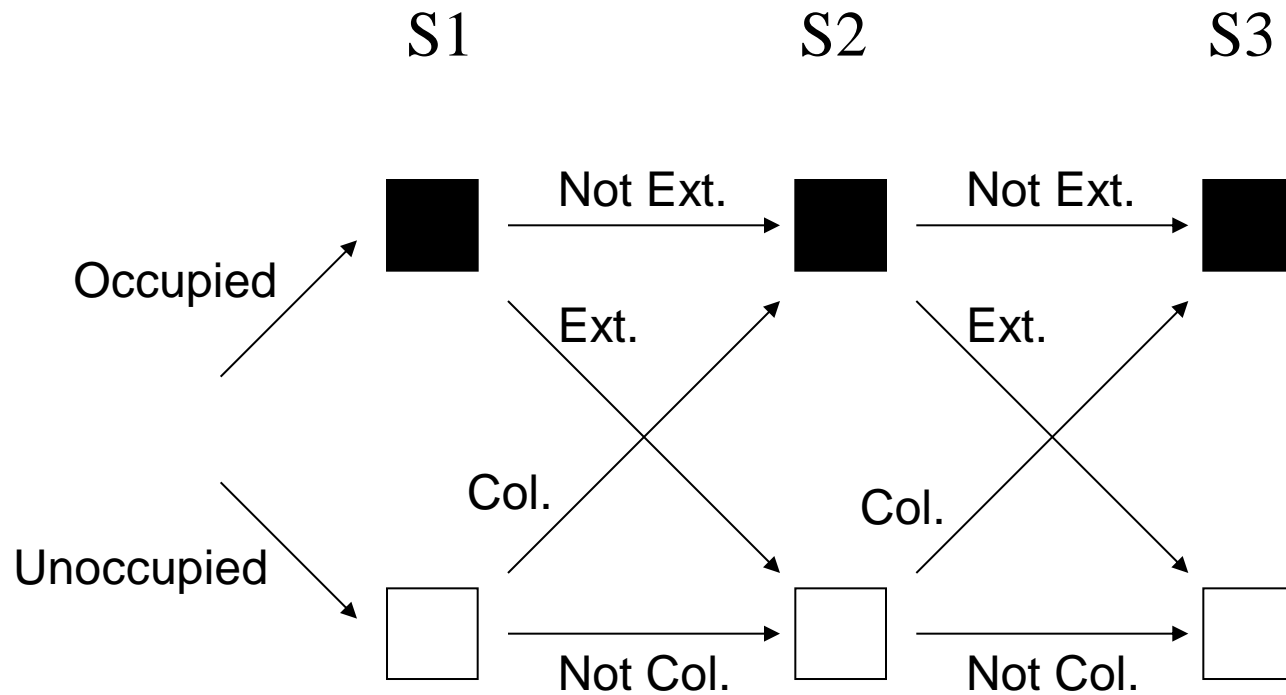 S1
S2
S3
Not Ext.
Not Ext.
Occupied
Ext.
Ext.
Col.
Col.
Unoccupied
Not Col.
Not Col.